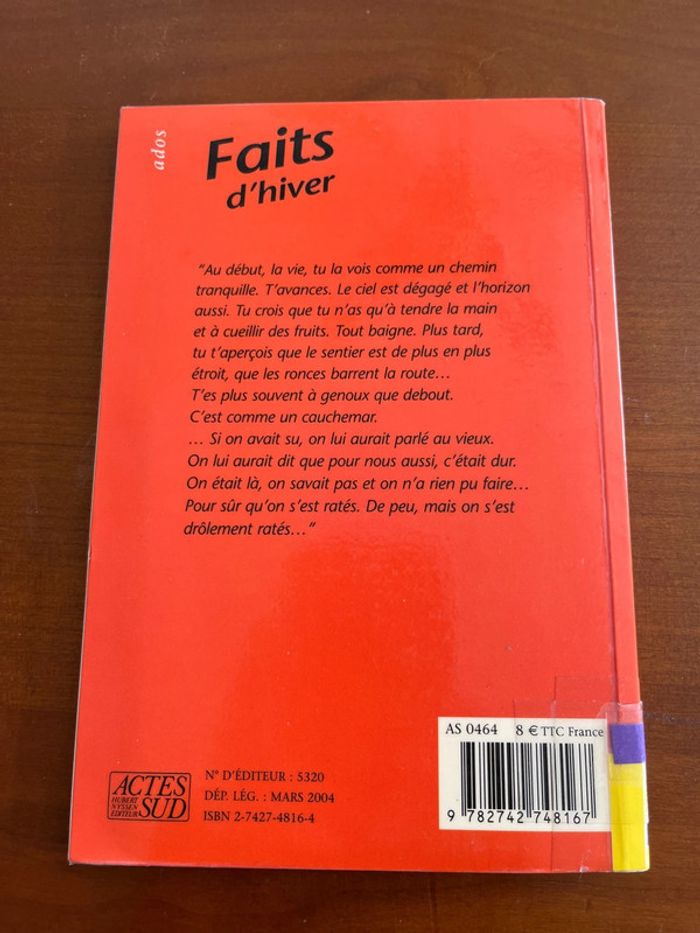 ados
Faits
d'hiver
“Au début, la vie, tu la vois comme un chemin
tranquille. T'avances. Le ciel est dégagé et l'horizon
aussi. Tu crois que tu n'as qu'à tendre la main
et à cueillir des fruits. Tout baigne. Plus tard,
tu t'aperçois que le sentier est de plus en plus
étroit, que les ronces barrent la route…
T'es plus souvent à genoux que debout.
C'est comme un cauchemar.
… Si on avait su, on lui aurait parlé au vieux.
On lui aurait dit que pour nous aussi, c'était dur.
On était là, on savait pas et on n'a rien pu faire…
Pour sûr qu'on s'est ratés. De peu, mais on s'est
drôlement ratés…“
AS 0464 8 € TTC France
9 782742 748167
ACTES
HUBERT
NYSSEN
ÉDITEUR
SUD
N° D'ÉDITEUR : 5320
DÉP. LÉG. : MARS 2004
ISBN 2-7427-4816-4